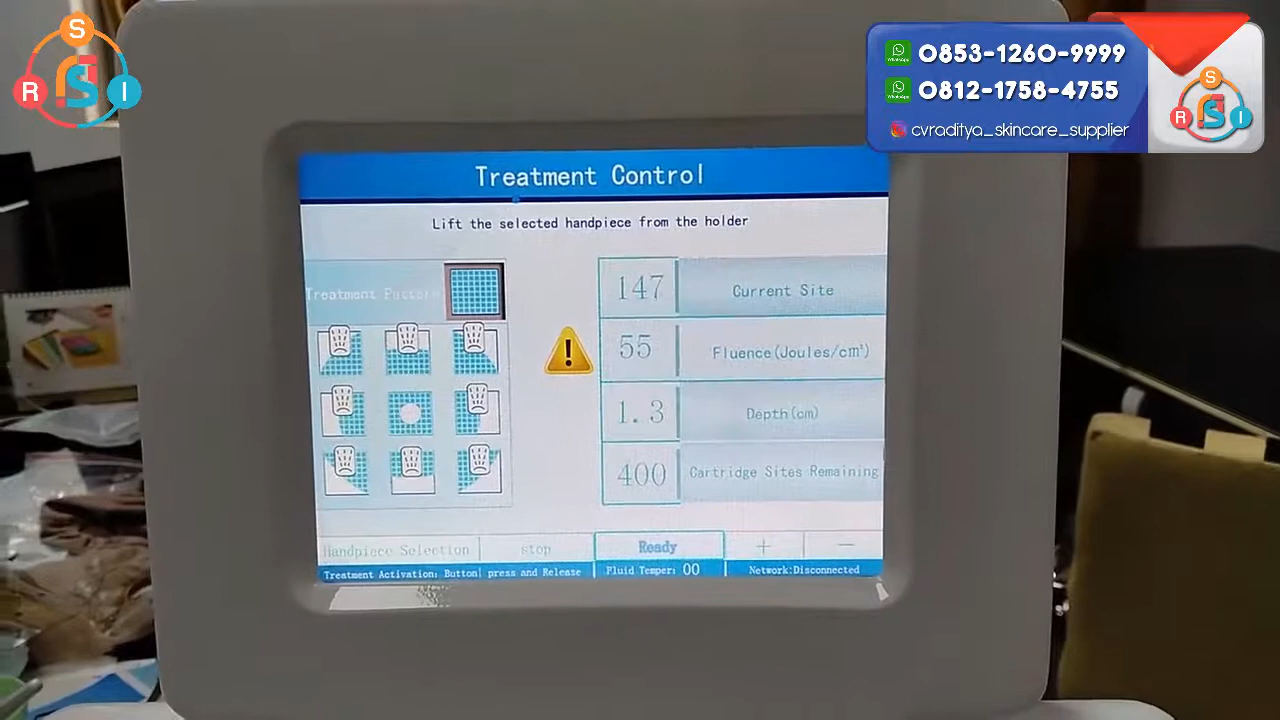 S
R
I
0853-1260-9999
0812-1758-4755
cvraditya_skincare_supplier
S
R
I
Treatment Control
Lift the selected handpiece from the holder
Treatment Pattern
147
Current Site
55
Fluence(Joules/cm²)
1.3
Depth(cm)
400
Cartridge Sites Remaining
Handpiece Selection
stop
Ready
+
−
Treatment Activation: Button press and Release
Fluid Temper: 00
Network:Disconnected